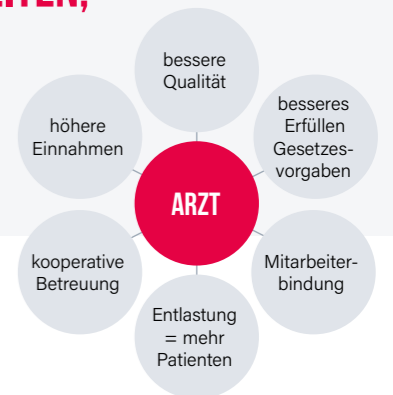 bessere
Qualität
besseres
Erfüllen
Gesetzes-
vorgaben
höhere
Einnahmen
ARZT
kooperative
Betreuung
Mitarbeiter-
bindung
Entlastung
= mehr
Patienten